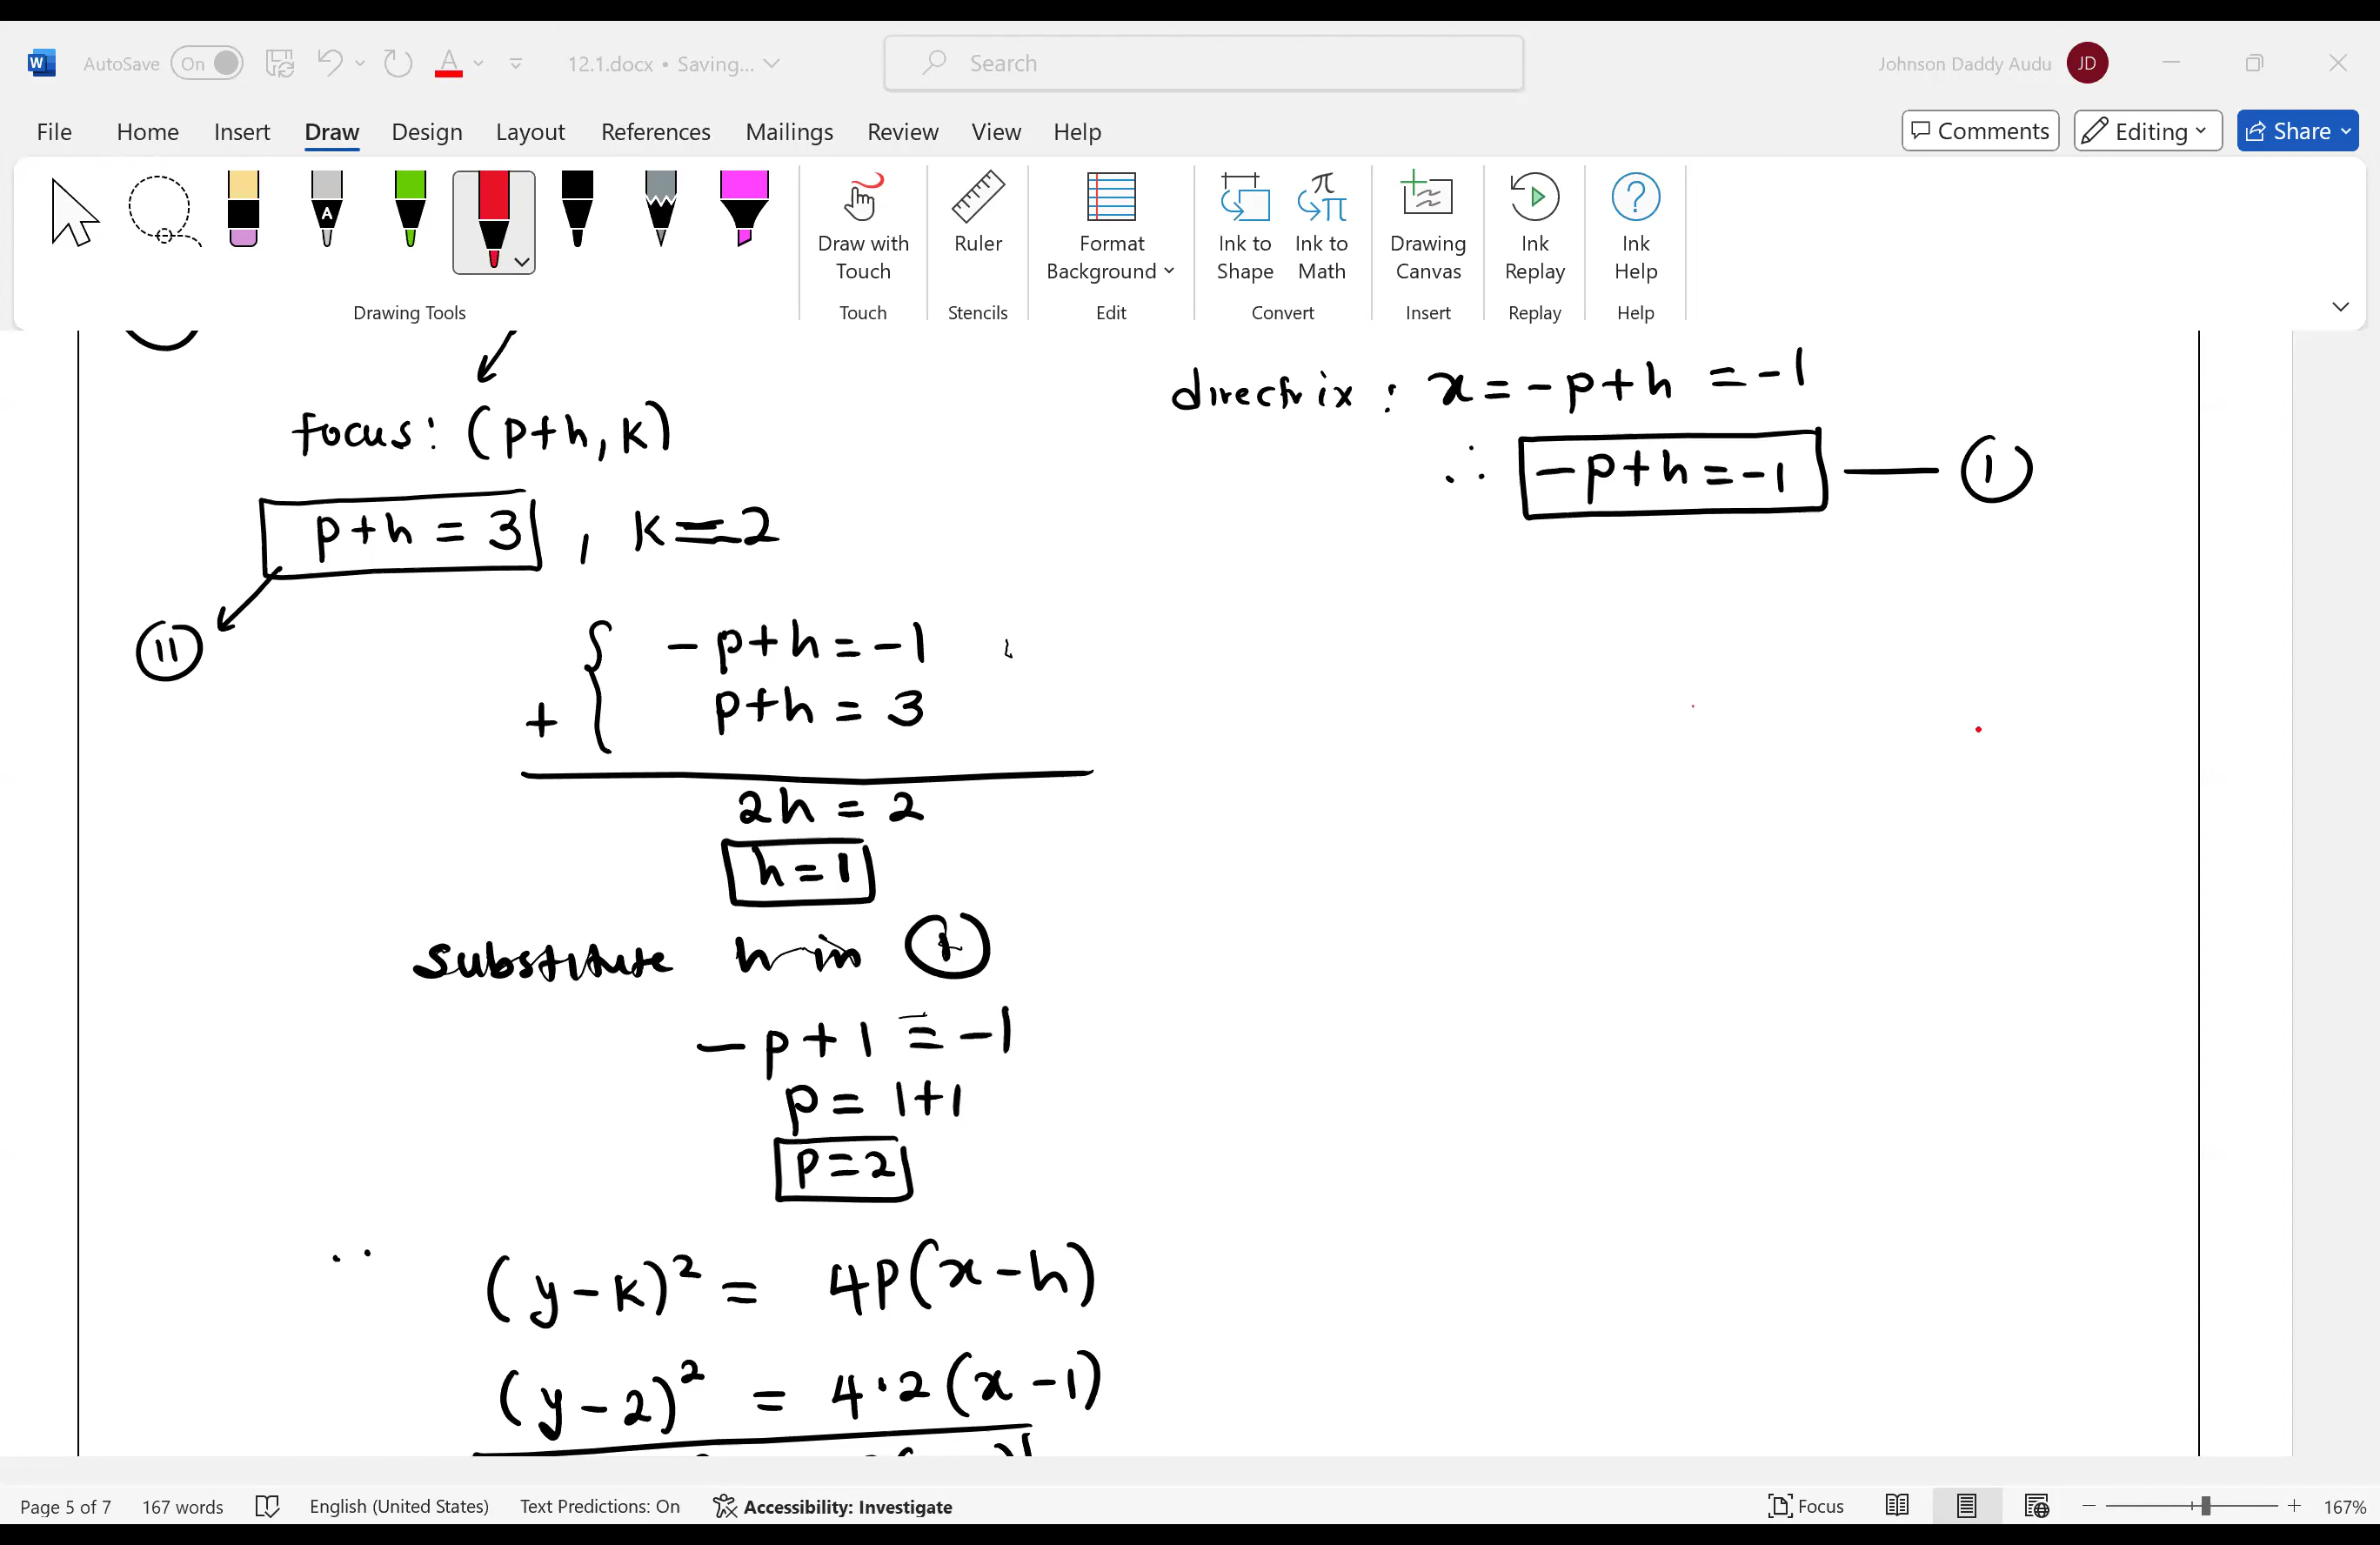 AutoSave On 12.1.docx • Saving... Search Johnson Daddy Audu JD
File Home Insert Draw Design Layout References Mailings Review View Help Comments Editing Share
Draw with Touch
Ruler
Format Background
Ink to Shape
Ink to Math
Drawing Canvas
Ink Replay
Ink Help
Drawing Tools Touch Stencils Edit Convert Insert Replay Help
directrix : x = -p+h = -1
focus: (p+h, k)
∴ -p+h = -1 — I
p+h = 3 , k = 2
II
-p+h = -1
+ { p+h = 3
2h = 2
h = 1
substitute h in I
-p + 1 = -1
p = 1+1
p = 2
(y-k)² = 4p(x-h)
(y-2)² = 4·2(x-1)
Page 5 of 7 167 words English (United States) Text Predictions: On Accessibility: Investigate Focus 167%